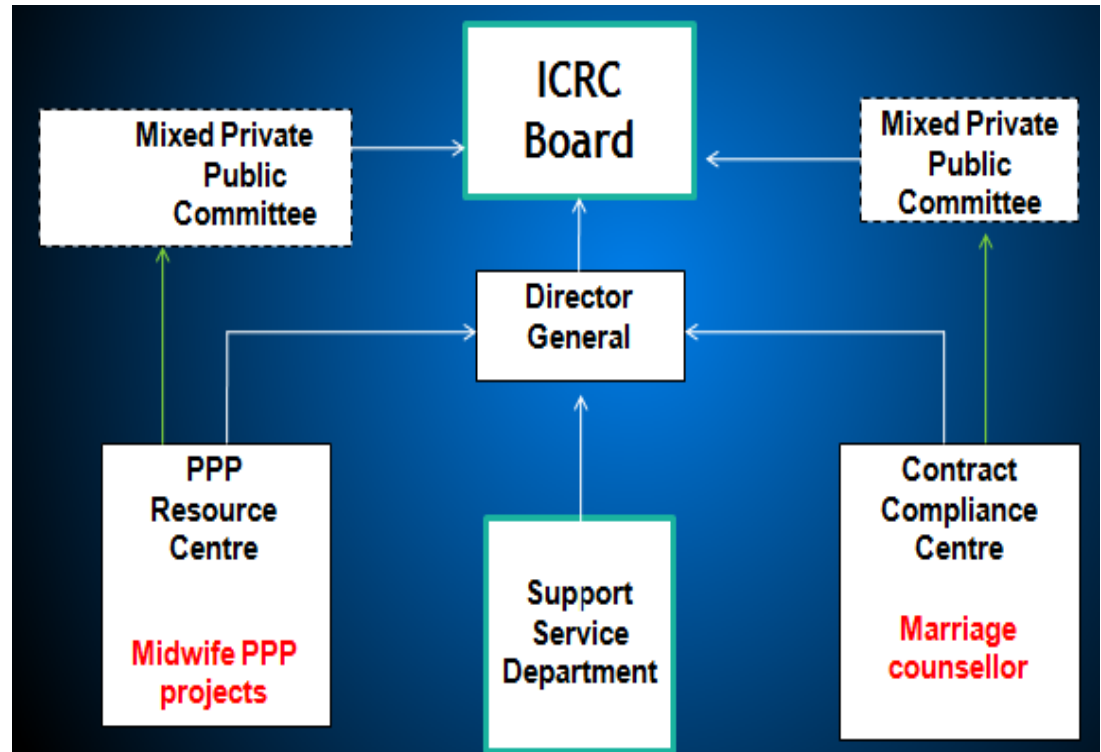 ICRC
Board
Mixed Private
Public
Committee
Mixed Private
Public
Committee
Director
General
PPP
Resource
Centre
Midwife PPP
projects
Support
Service
Department
Contract
Compliance
Centre
Marriage
counsellor